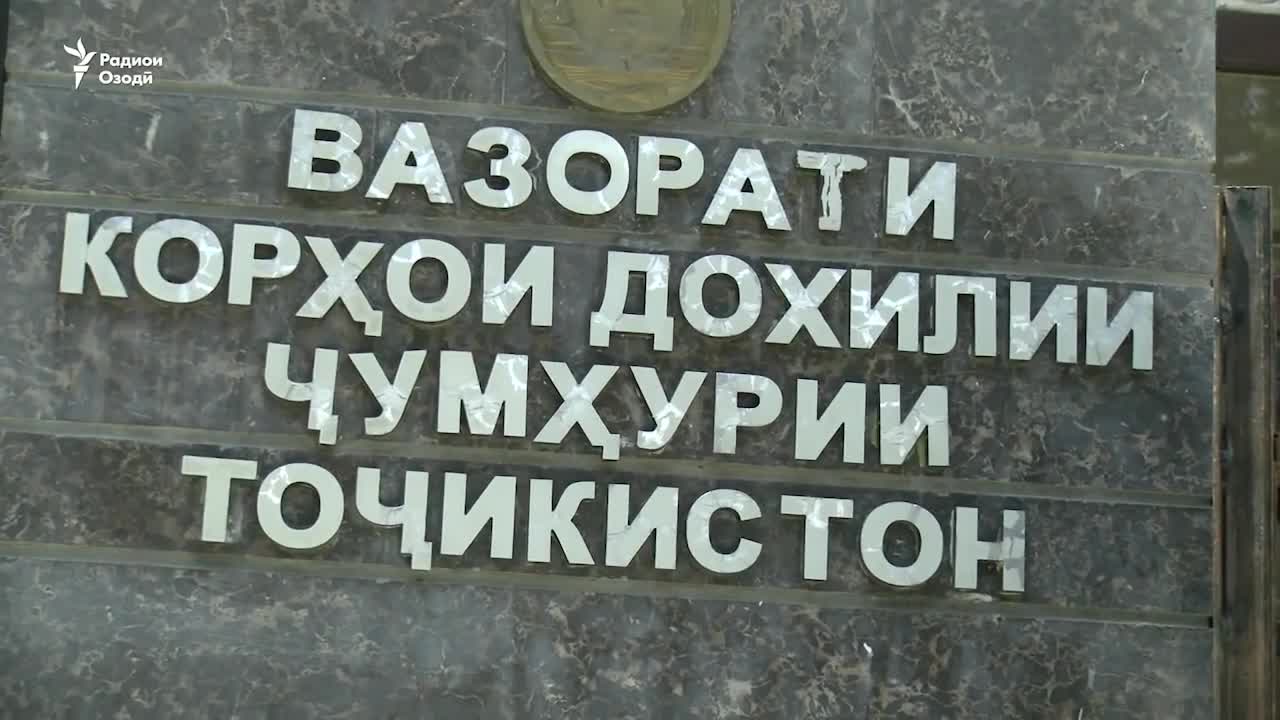 Радиои
Озодӣ
ВАЗОРАТИ
КОРҲОИ ДОХИЛИИ
ҶУМҲУРИИ
ТОҶИКИСТОН